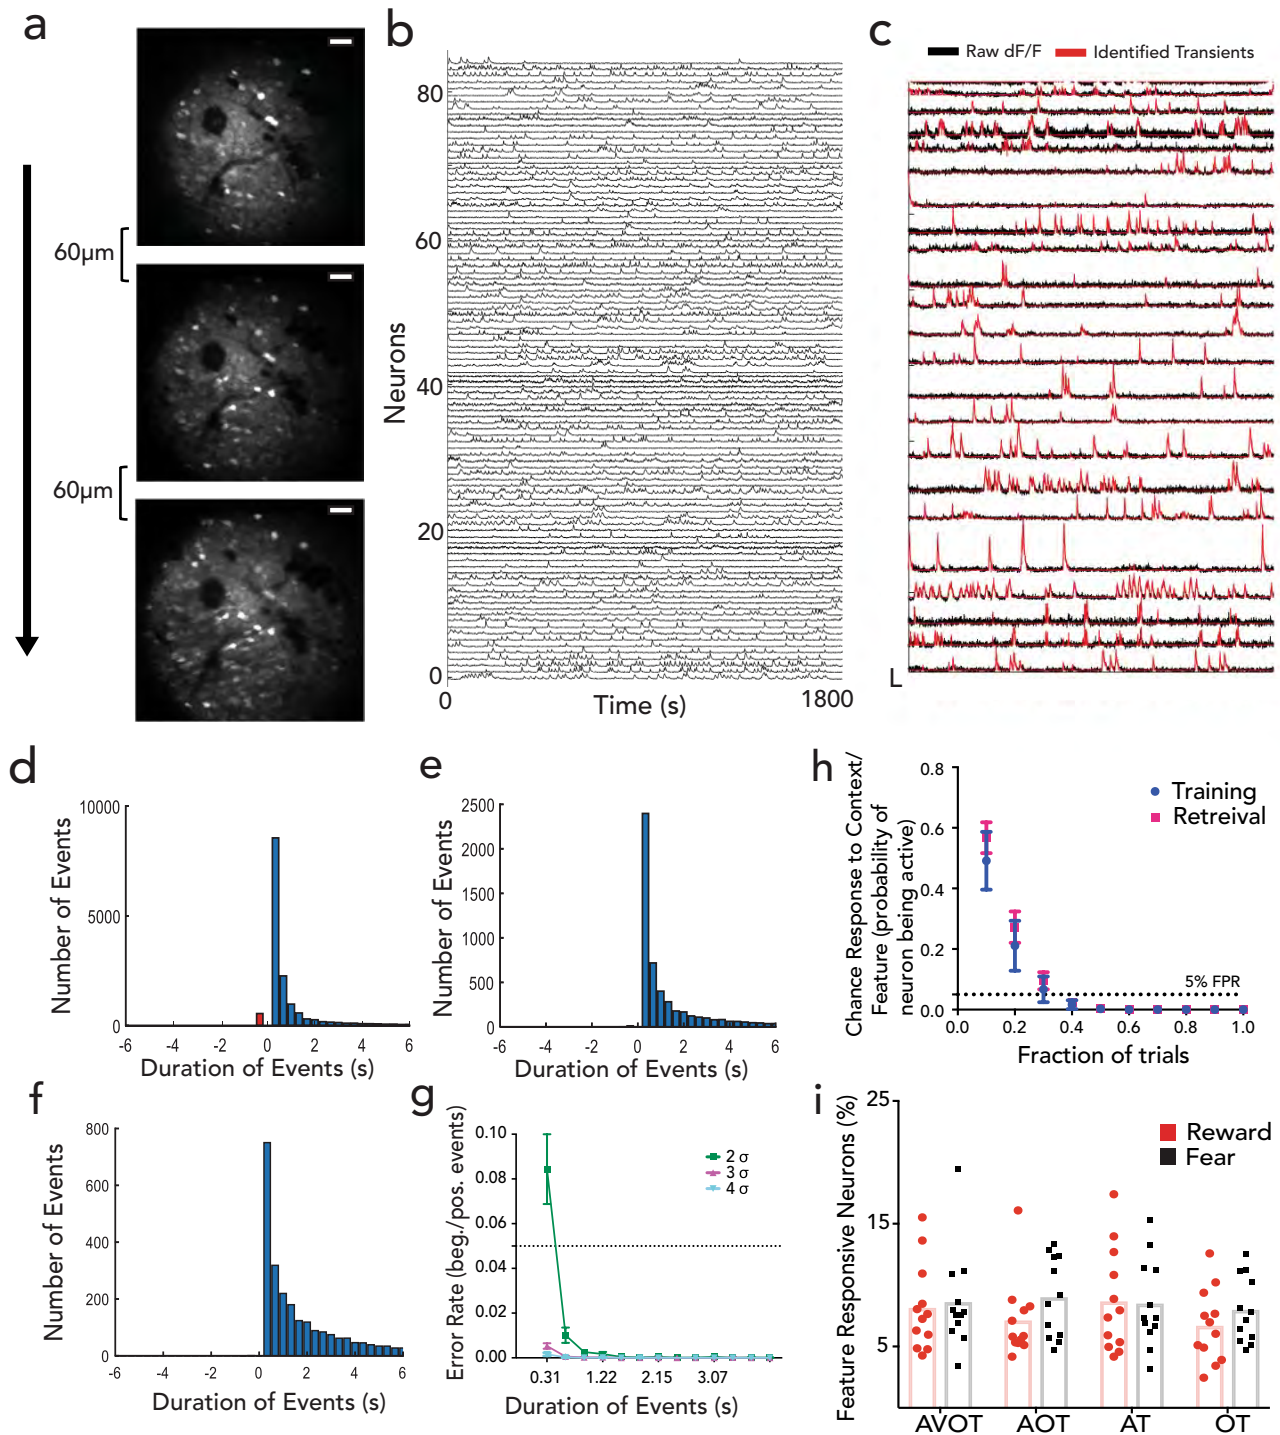 a
60μm
60μm
b
Neurons
80
60
40
20
0
0
Time (s)
1800
c
Raw dF/F
Identified Transients
L
d
Number of Events
10000
5000
0
-6 -4 -2 0 2 4 6
Duration of Events (s)
e
Number of Events
2500
2000
1500
1000
500
0
-6 -4 -2 0 2 4 6
Duration of Events (s)
h
Chance Response to Context/
Feature (probability of
neuron being active)
0.8
0.6
0.4
0.2
0.0
Training
Retreival
5% FPR
0.0 0.2 0.4 0.6 0.8 1.0
Fraction of trials
f
Number of Events
800
600
400
200
0
-6 -4 -2 0 2 4 6
Duration of Events (s)
g
Error Rate (beg./pos. events)
0.10
0.08
0.06
0.04
0.02
0.00
2 σ
3 σ
4 σ
0.31 1.22 2.15 3.07
Duration of Events (s)
i
Feature Responsive Neurons (%)
25
15
5
Reward
Fear
AVOT AOT AT OT